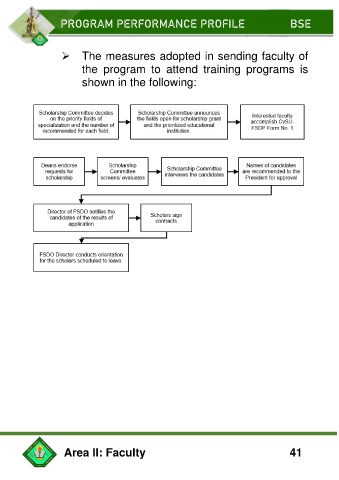 PROGRAM PERFORMANCE PROFILE BSE
➢ The measures adopted in sending faculty of
the program to attend training programs is
shown in the following:
Scholarship Committee decides
on the priority fields of
specialization and the number of
recommended for each field
Scholarship Committee announces
the fields open for scholarship grant
and the prioritized educational
institution
Interested faculty
accomplish CvSU-
FSDP Form No. 1
Deans endorse
requests for
scholarship
Scholarship
Committee
screens/ evaluates
Scholarship Committee
interviews the candidates
Names of candidates
are recommended to the
President for approval
Director of FSDO notifies the
candidates of the results of
application
Scholars sign
contracts
FSDO Director conducts orientation
for the scholars scheduled to leave.
Area II: Faculty 41